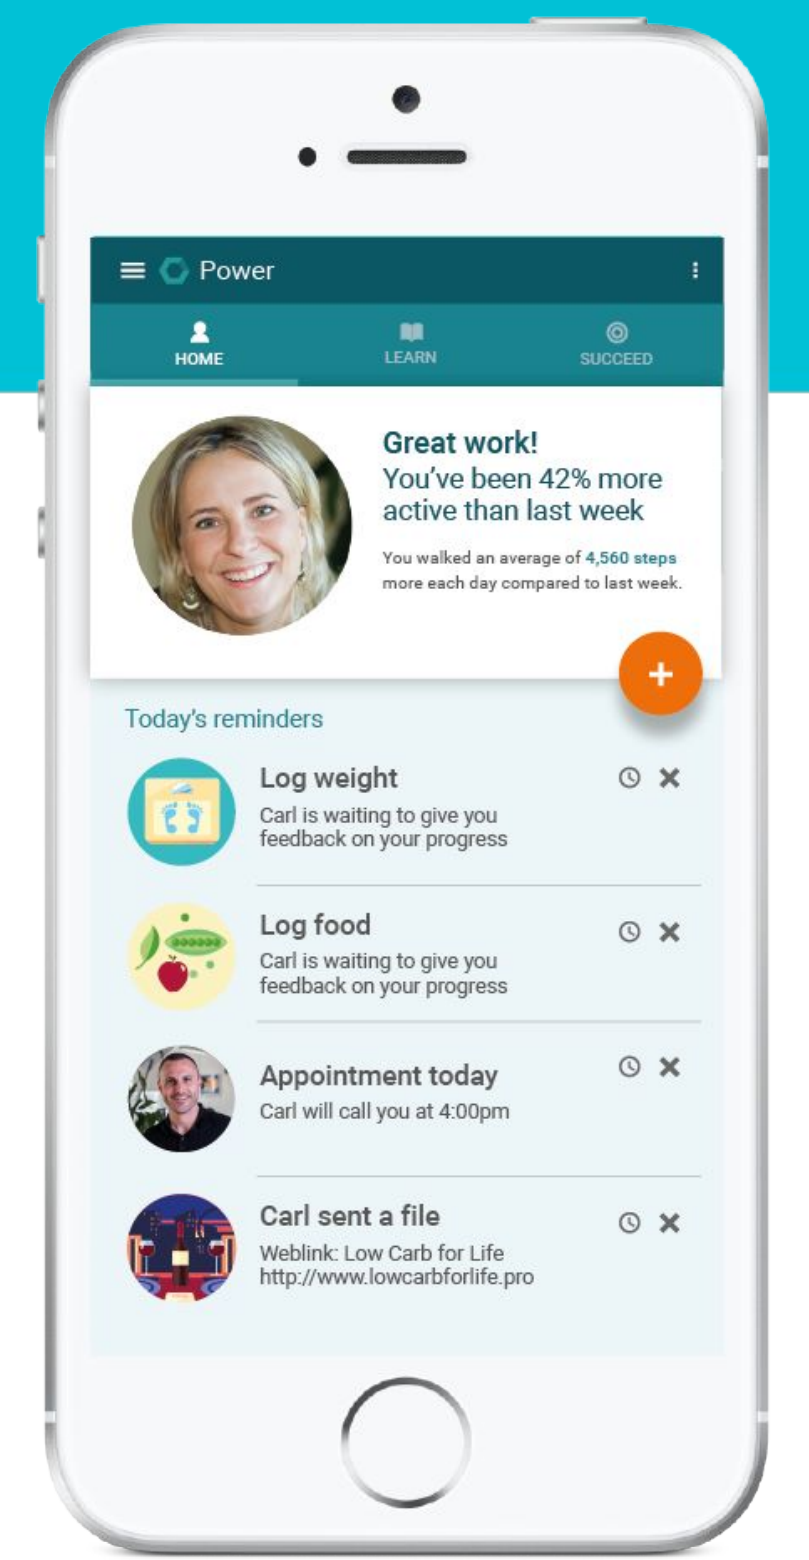 Power
HOME
LEARN
SUCCEED
Great work!
You’ve been 42% more
active than last week
You walked an average of 4,560 steps
more each day compared to last week.
Today’s reminders
Log weight
Carl is waiting to give you
feedback on your progress
Log food
Carl is waiting to give you
feedback on your progress
Appointment today
Carl will call you at 4:00pm
Carl sent a file
Weblink: Low Carb for Life
http://www.lowcarbforlife.pro